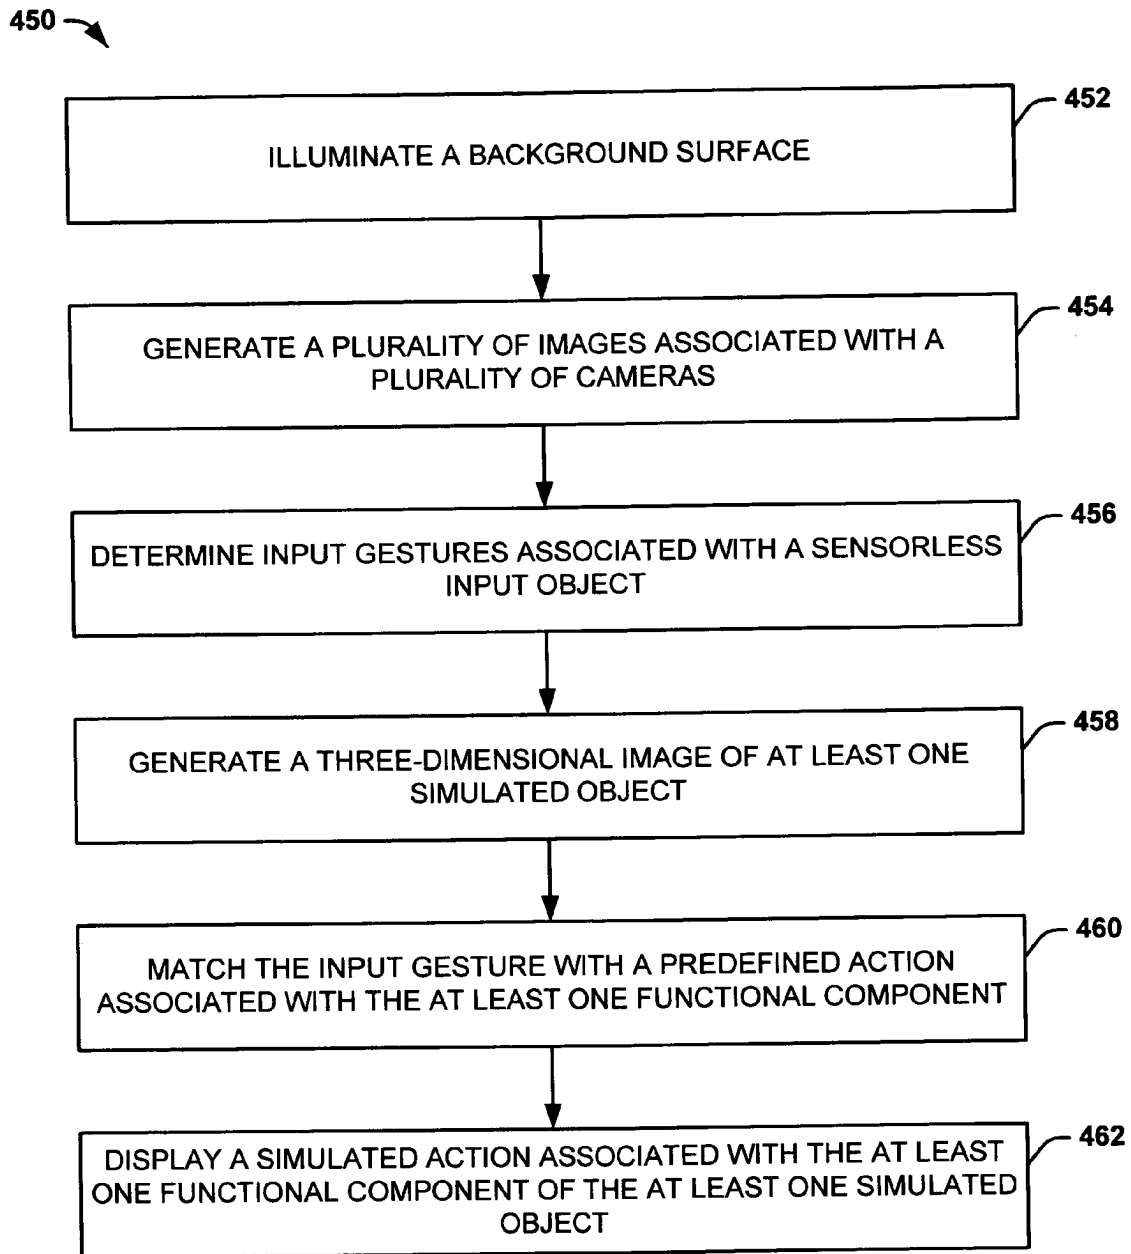 450
452
ILLUMINATE A BACKGROUND SURFACE
454
GENERATE A PLURALITY OF IMAGES ASSOCIATED WITH A
PLURALITY OF CAMERAS
456
DETERMINE INPUT GESTURES ASSOCIATED WITH A SENSORLESS
INPUT OBJECT
458
GENERATE A THREE-DIMENSIONAL IMAGE OF AT LEAST ONE
SIMULATED OBJECT
460
MATCH THE INPUT GESTURE WITH A PREDEFINED ACTION
ASSOCIATED WITH THE AT LEAST ONE FUNCTIONAL COMPONENT
462
DISPLAY A SIMULATED ACTION ASSOCIATED WITH THE AT LEAST
ONE FUNCTIONAL COMPONENT OF THE AT LEAST ONE SIMULATED
OBJECT